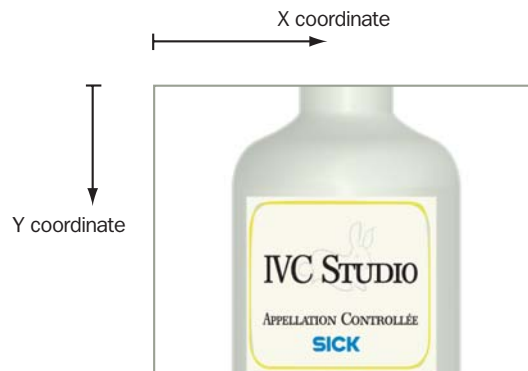 X coordinate
Y coordinate
IVC STUDIO
APPELLATION CONTROLLÉE
SICK